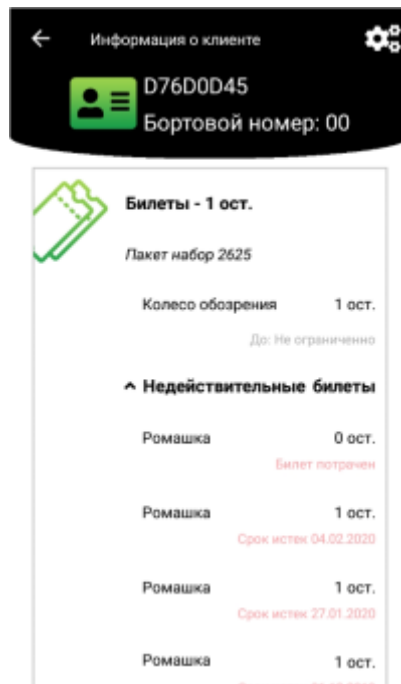 Информация о клиенте
D76D0D45
Бортовой номер: 00
Билеты - 1 ост.
Пакет набор 2625
Колесо обозрения 1 ост.
До: Не ограниченно
Недействительные билеты
Ромашка 0 ост.
Билет потрачен
Ромашка 1 ост.
Срок истек 04.02.2020
Ромашка 1 ост.
Срок истек 27.01.2020
Ромашка 1 ост.